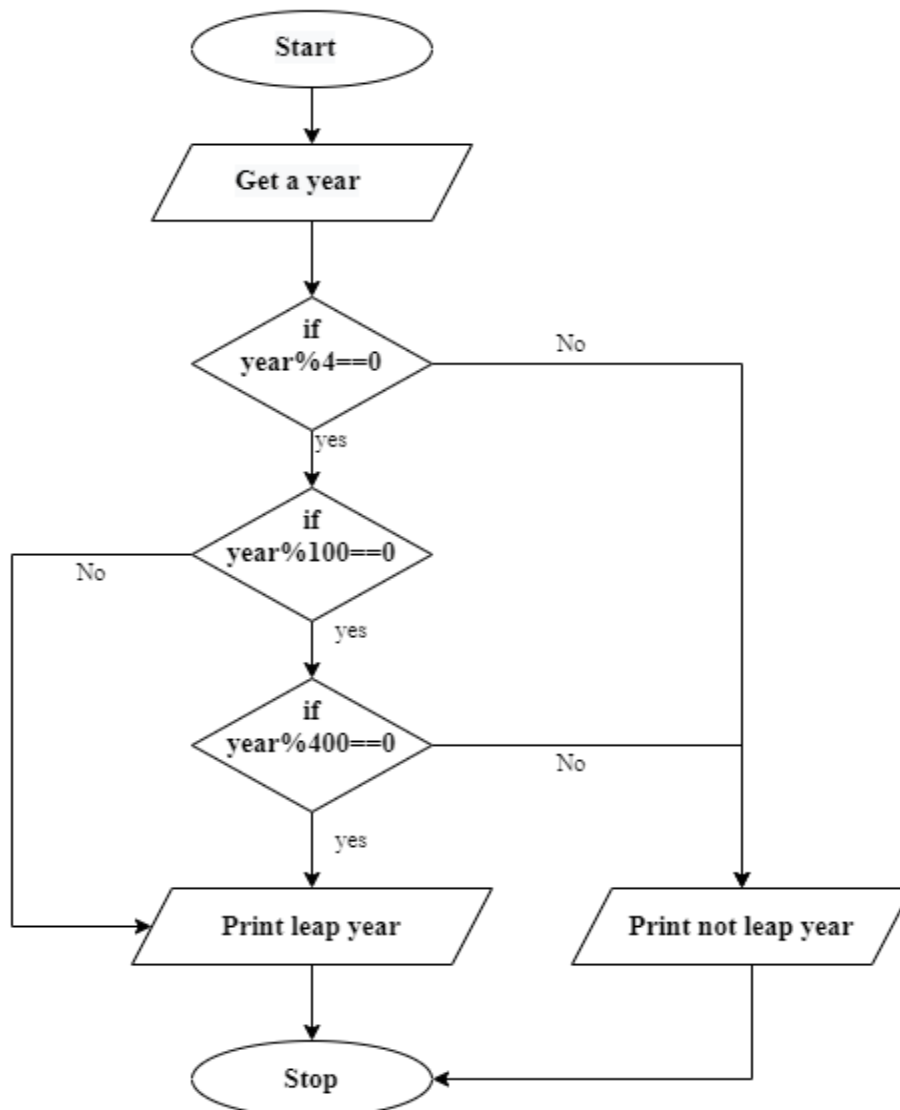 Start
Get a year
if
year%4==0
No
yes
if
year%100==0
No
yes
if
year%400==0
No
yes
Print leap year
Print not leap year
Stop